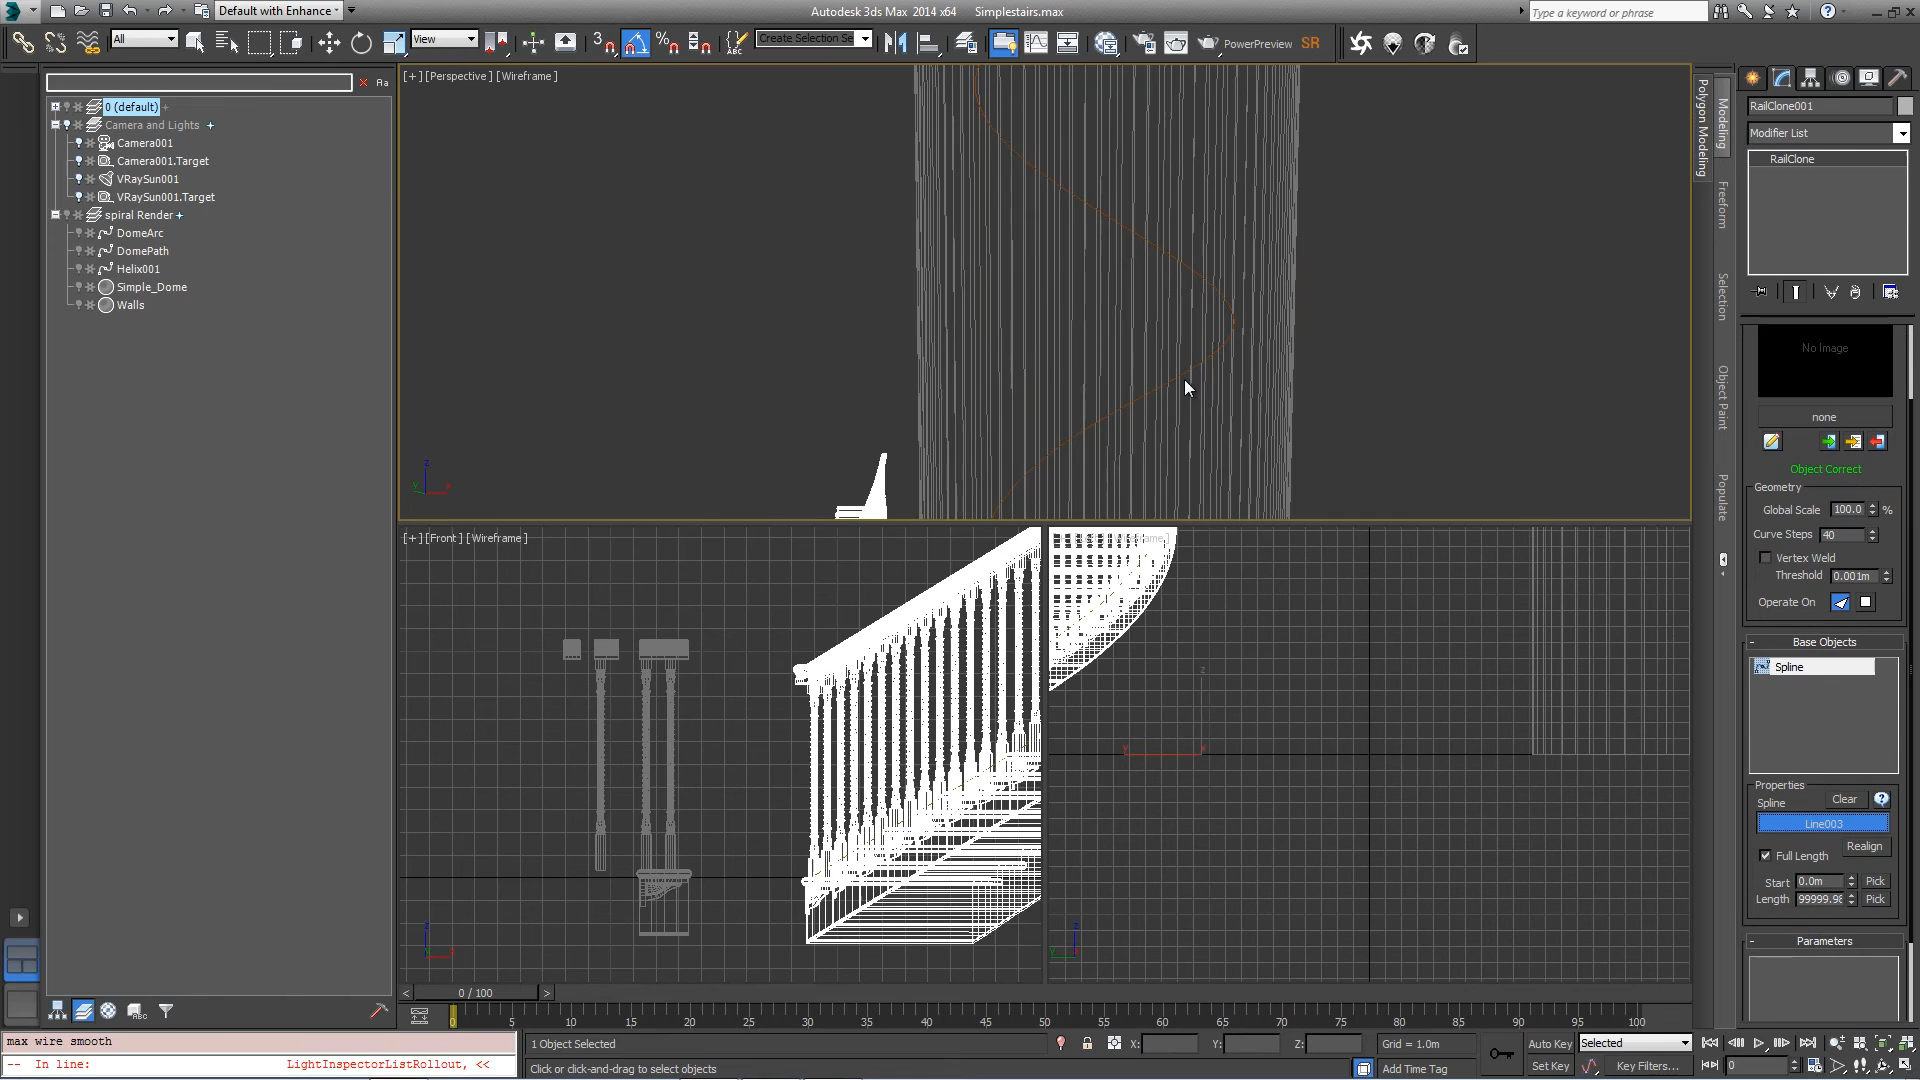 Default with Enhance
Autodesk 3ds Max 2014 x64 Simplestairs.max
Type a keyword or phrase
All
View
3
ABC
Create Selection Se
PowerPreview
SR
Aa
0 (default)
Camera and Lights
Camera001
Camera001.Target
VRaySun001
VRaySun001.Target
spiral Render
DomeArc
DomePath
Helix001
Simple_Dome
Walls
[+] [Perspective] [Wireframe]
z
y
x
[+] [Front] [Wireframe]
Polygon Modeling
Modeling
Freeform
Selection
Object Paint
Populate
RailClone001
Modifier List
RailClone
No Image
none
Object Correct
Geometry
Global Scale 100.0 %
Curve Steps 40
Vertex Weld
Threshold 0.001m
Operate On
- Base Objects
Spline
Properties
Spline Clear
Line003
Full Length Realign
Start 0.0m Pick
Length 99999.98 Pick
- Parameters
< 0 / 100 >
0 5 10 15 20 25 30 35 40 45 50 55 60 65 70 75 80 85 90 95 100
max wire smooth
-- In line: LightInspectorListRollout, <<
1 Object Selected
X: Y: Z:
Grid = 1.0m
Auto Key
Selected
Click or click-and-drag to select objects
Add Time Tag
Set Key
Key Filters...
0